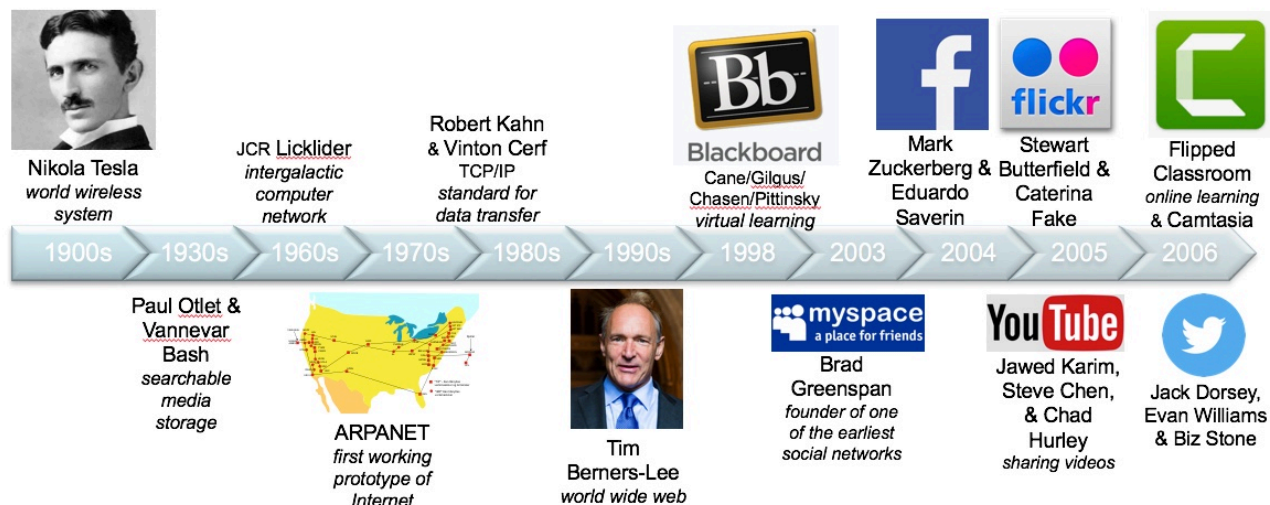 Nikola Tesla
world wireless
system
JCR Licklider
intergalactic
computer
network
Robert Kahn
& Vinton Cerf
TCP/IP
standard for
data transfer
Bb
Blackboard
Cane/Gilgus/
Chasen/Pittinsky
virtual learning
f
Mark
Zuckerberg &
Eduardo
Saverin
flickr
Stewart
Butterfield &
Caterina
Fake
C
Flipped
Classroom
online learning
& Camtasia
1900s
1930s
1960s
1970s
1980s
1990s
1998
2003
2004
2005
2006
Paul Otlet &
Vannevar
Bash
searchable
media
storage
ARPANET
first working
prototype of
Internet
Tim
Berners-Lee
world wide web
myspace
a place for friends
Brad
Greenspan
founder of one
of the earliest
social networks
YouTube
Jawed Karim,
Steve Chen,
& Chad
Hurley
sharing videos
Jack Dorsey,
Evan Williams
& Biz Stone